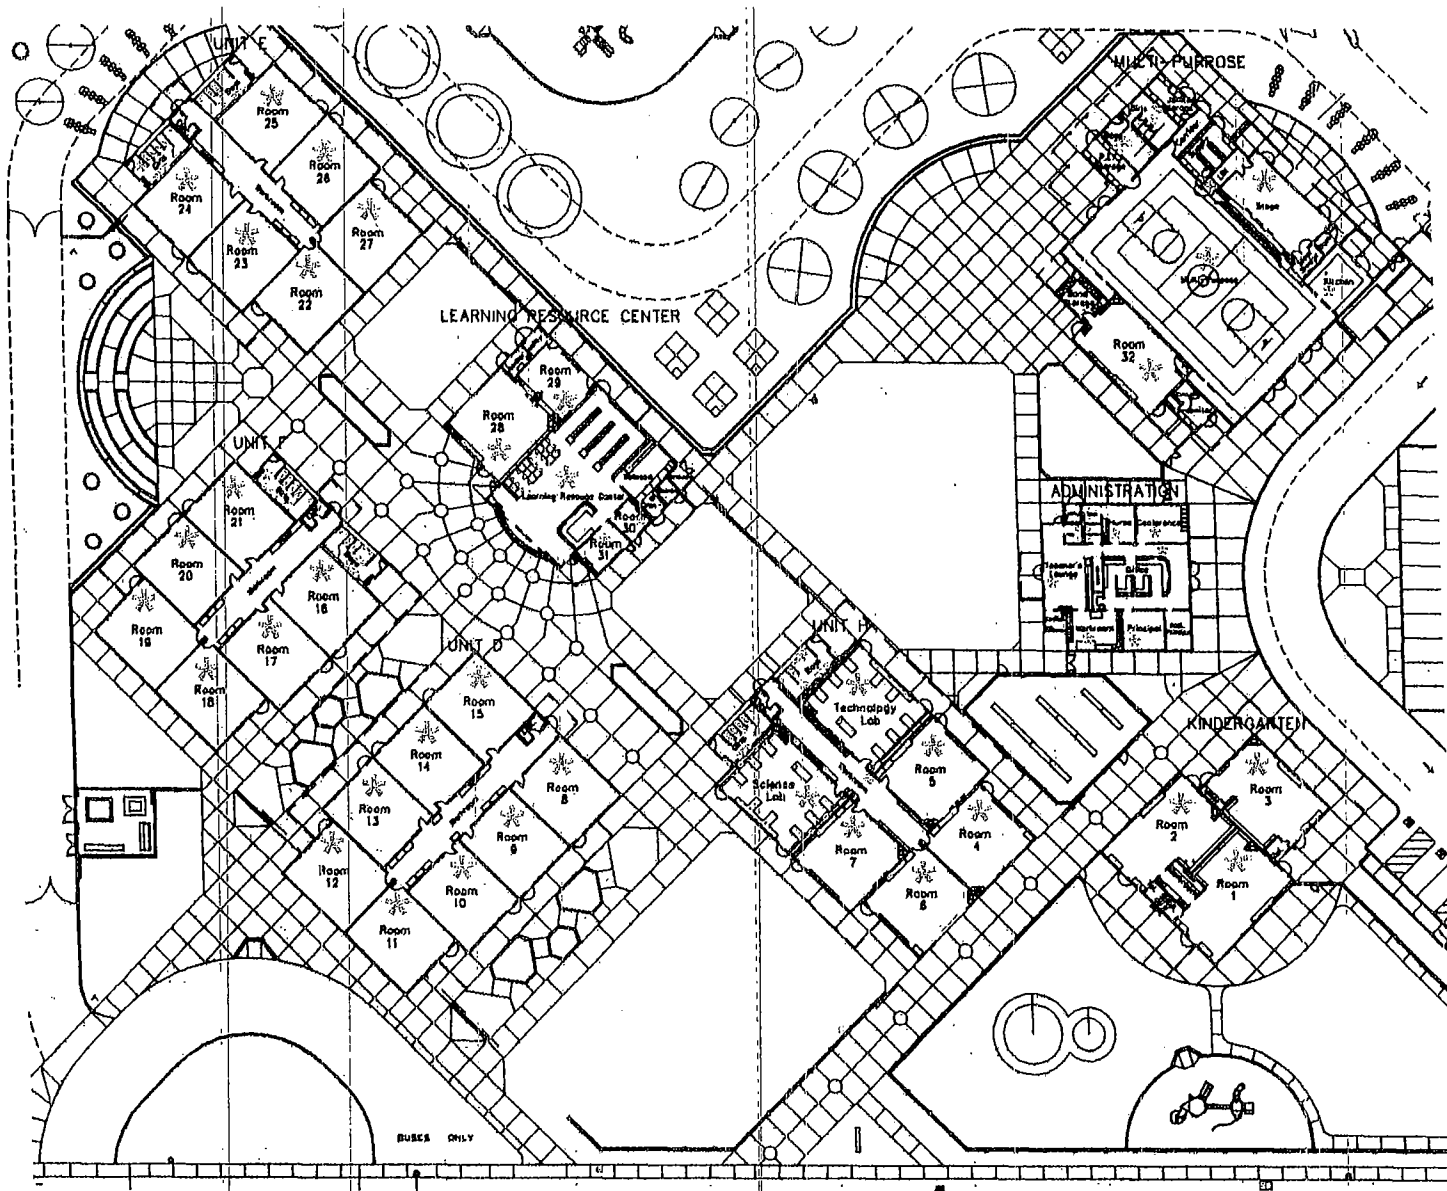 UNIT E
MULTI-PURPOSE
Room
25
Room
26
Room
24
Room
27
Room
23
Room
22
Stage
Kitchen
LEARNING RESOURCE CENTER
Room
29
Room
28
Room
32
Learning Resource Center
Room
30
Room
31
UNIT F
Room
21
Room
20
Room
19
Room
16
Room
17
Room
18
Workroom
ADMINISTRATION
Nurse
Conference
Teacher's
Lounge
Office
Workroom
Principal
UNIT D
Room
15
Room
14
Room
13
Room
12
Room
8
Room
9
Room
10
Room
11
UNIT H
Technology
Lab
Science
Lab
Room
5
Room
4
Room
7
Room
6
KINDERGARTEN
Room
3
Room
2
Room
1
BUSES ONLY